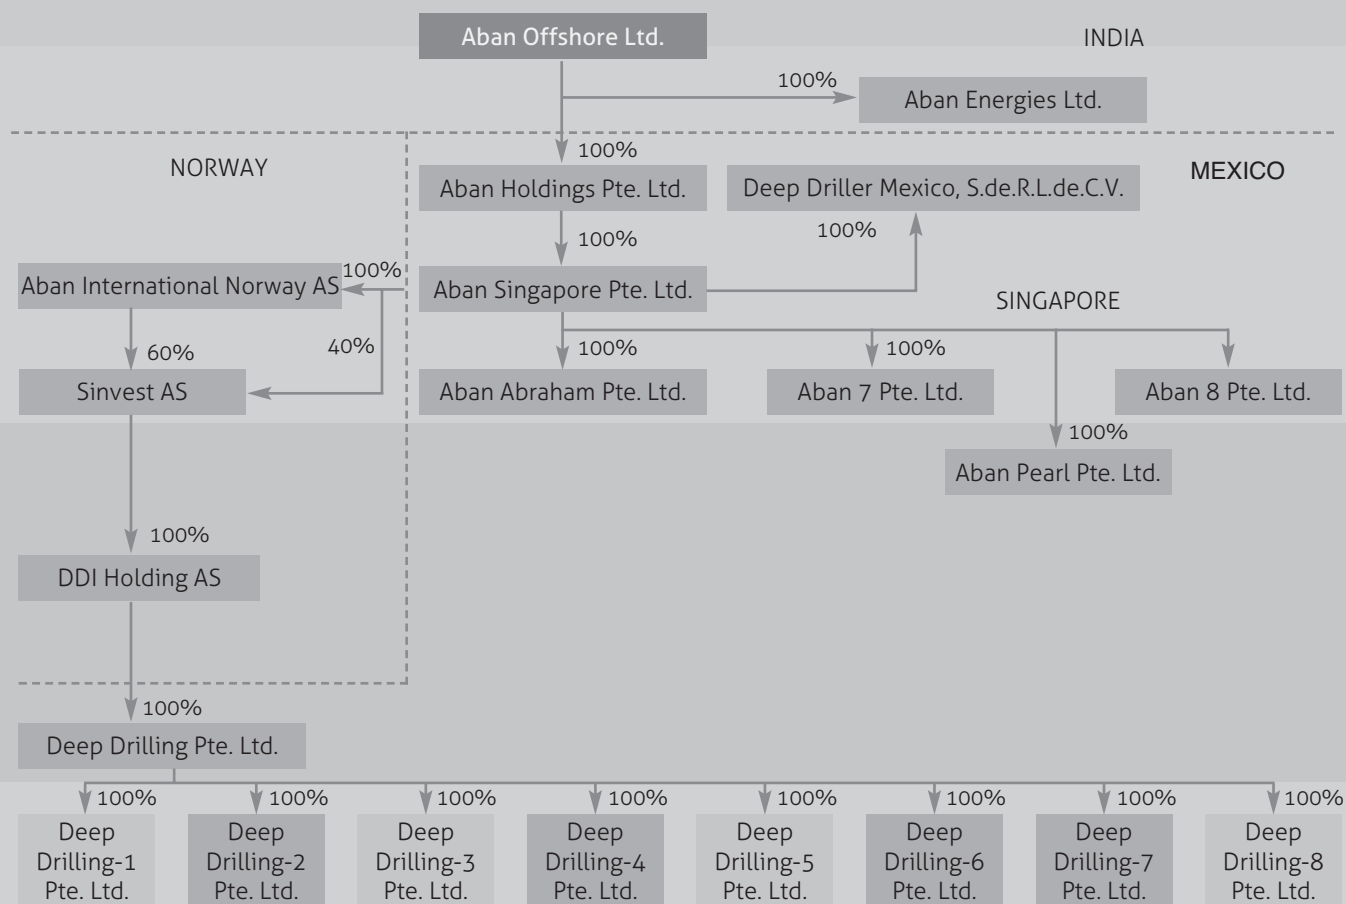 Aban Offshore Ltd.
INDIA
100%
Aban Energies Ltd.
100%
NORWAY
MEXICO
Aban Holdings Pte. Ltd.
Deep Driller Mexico, S.de.R.L.de.C.V.
100%
100%
100%
Aban International Norway AS
Aban Singapore Pte. Ltd.
SINGAPORE
60%
40%
100%
100%
Sinvest AS
Aban Abraham Pte. Ltd.
Aban 7 Pte. Ltd.
Aban 8 Pte. Ltd.
100%
Aban Pearl Pte. Ltd.
100%
DDI Holding AS
100%
Deep Drilling Pte. Ltd.
100%
100%
100%
100%
100%
100%
100%
100%
Deep
Drilling-1
Pte. Ltd.
Deep
Drilling-2
Pte. Ltd.
Deep
Drilling-3
Pte. Ltd.
Deep
Drilling-4
Pte. Ltd.
Deep
Drilling-5
Pte. Ltd.
Deep
Drilling-6
Pte. Ltd.
Deep
Drilling-7
Pte. Ltd.
Deep
Drilling-8
Pte. Ltd.